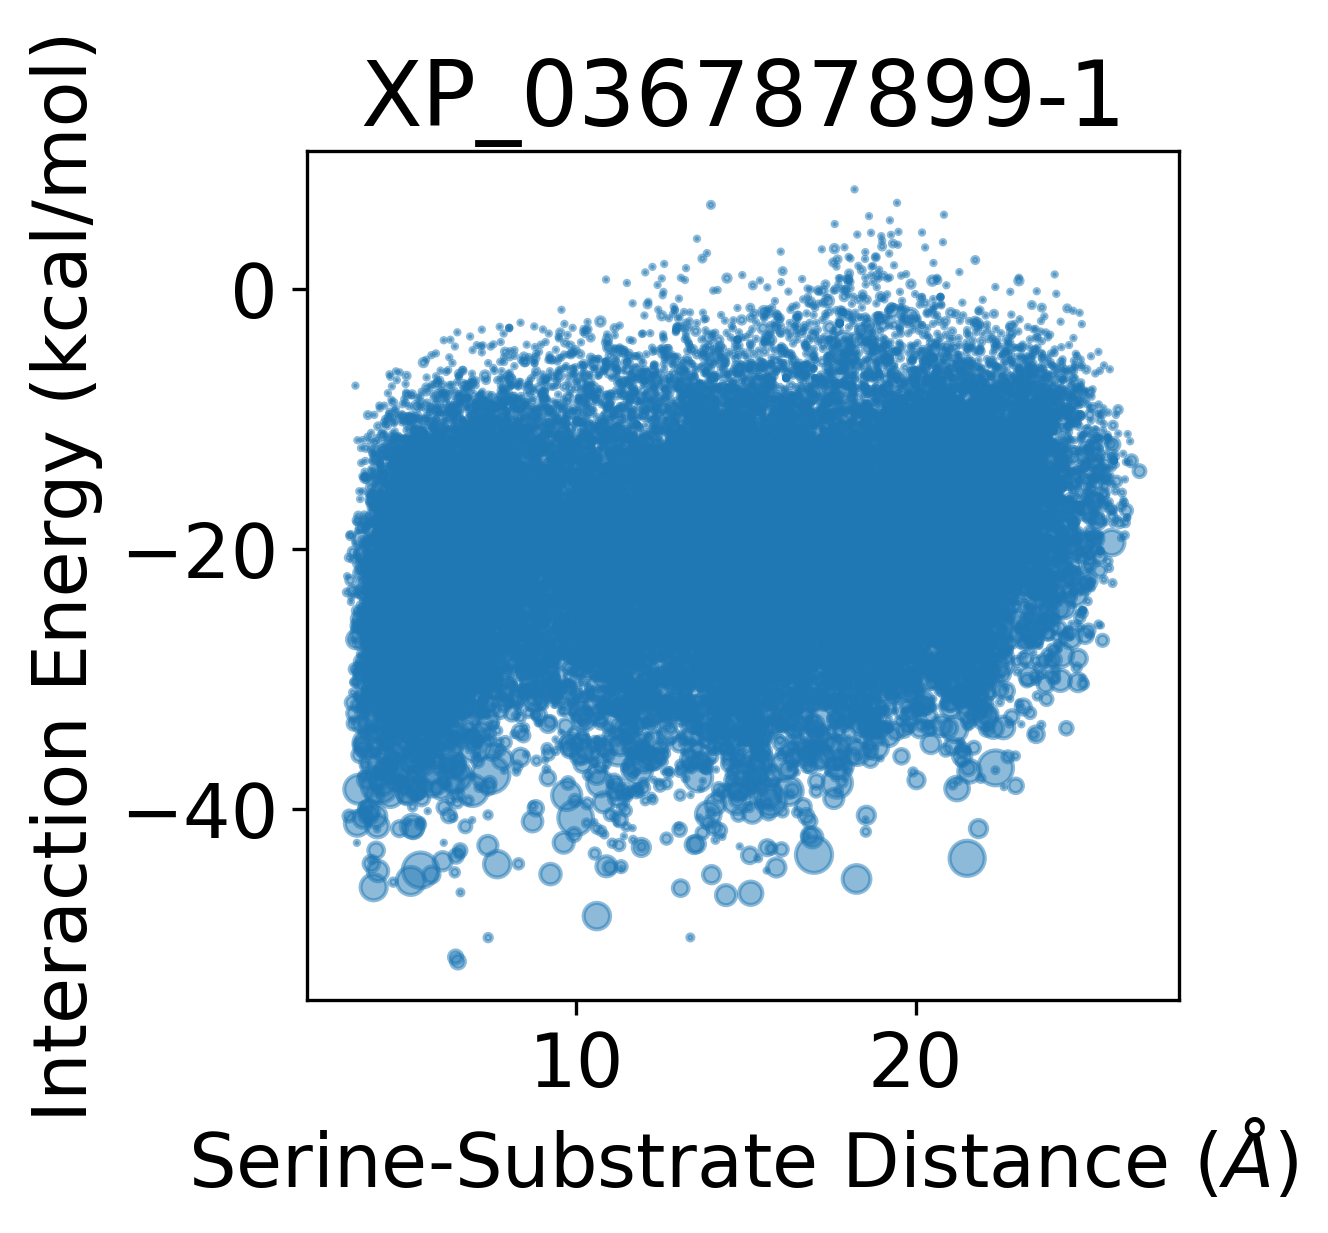 XP_036787899-1
Interaction Energy (kcal/mol)
0
−20
−40
10 20
Serine-Substrate Distance (Å)